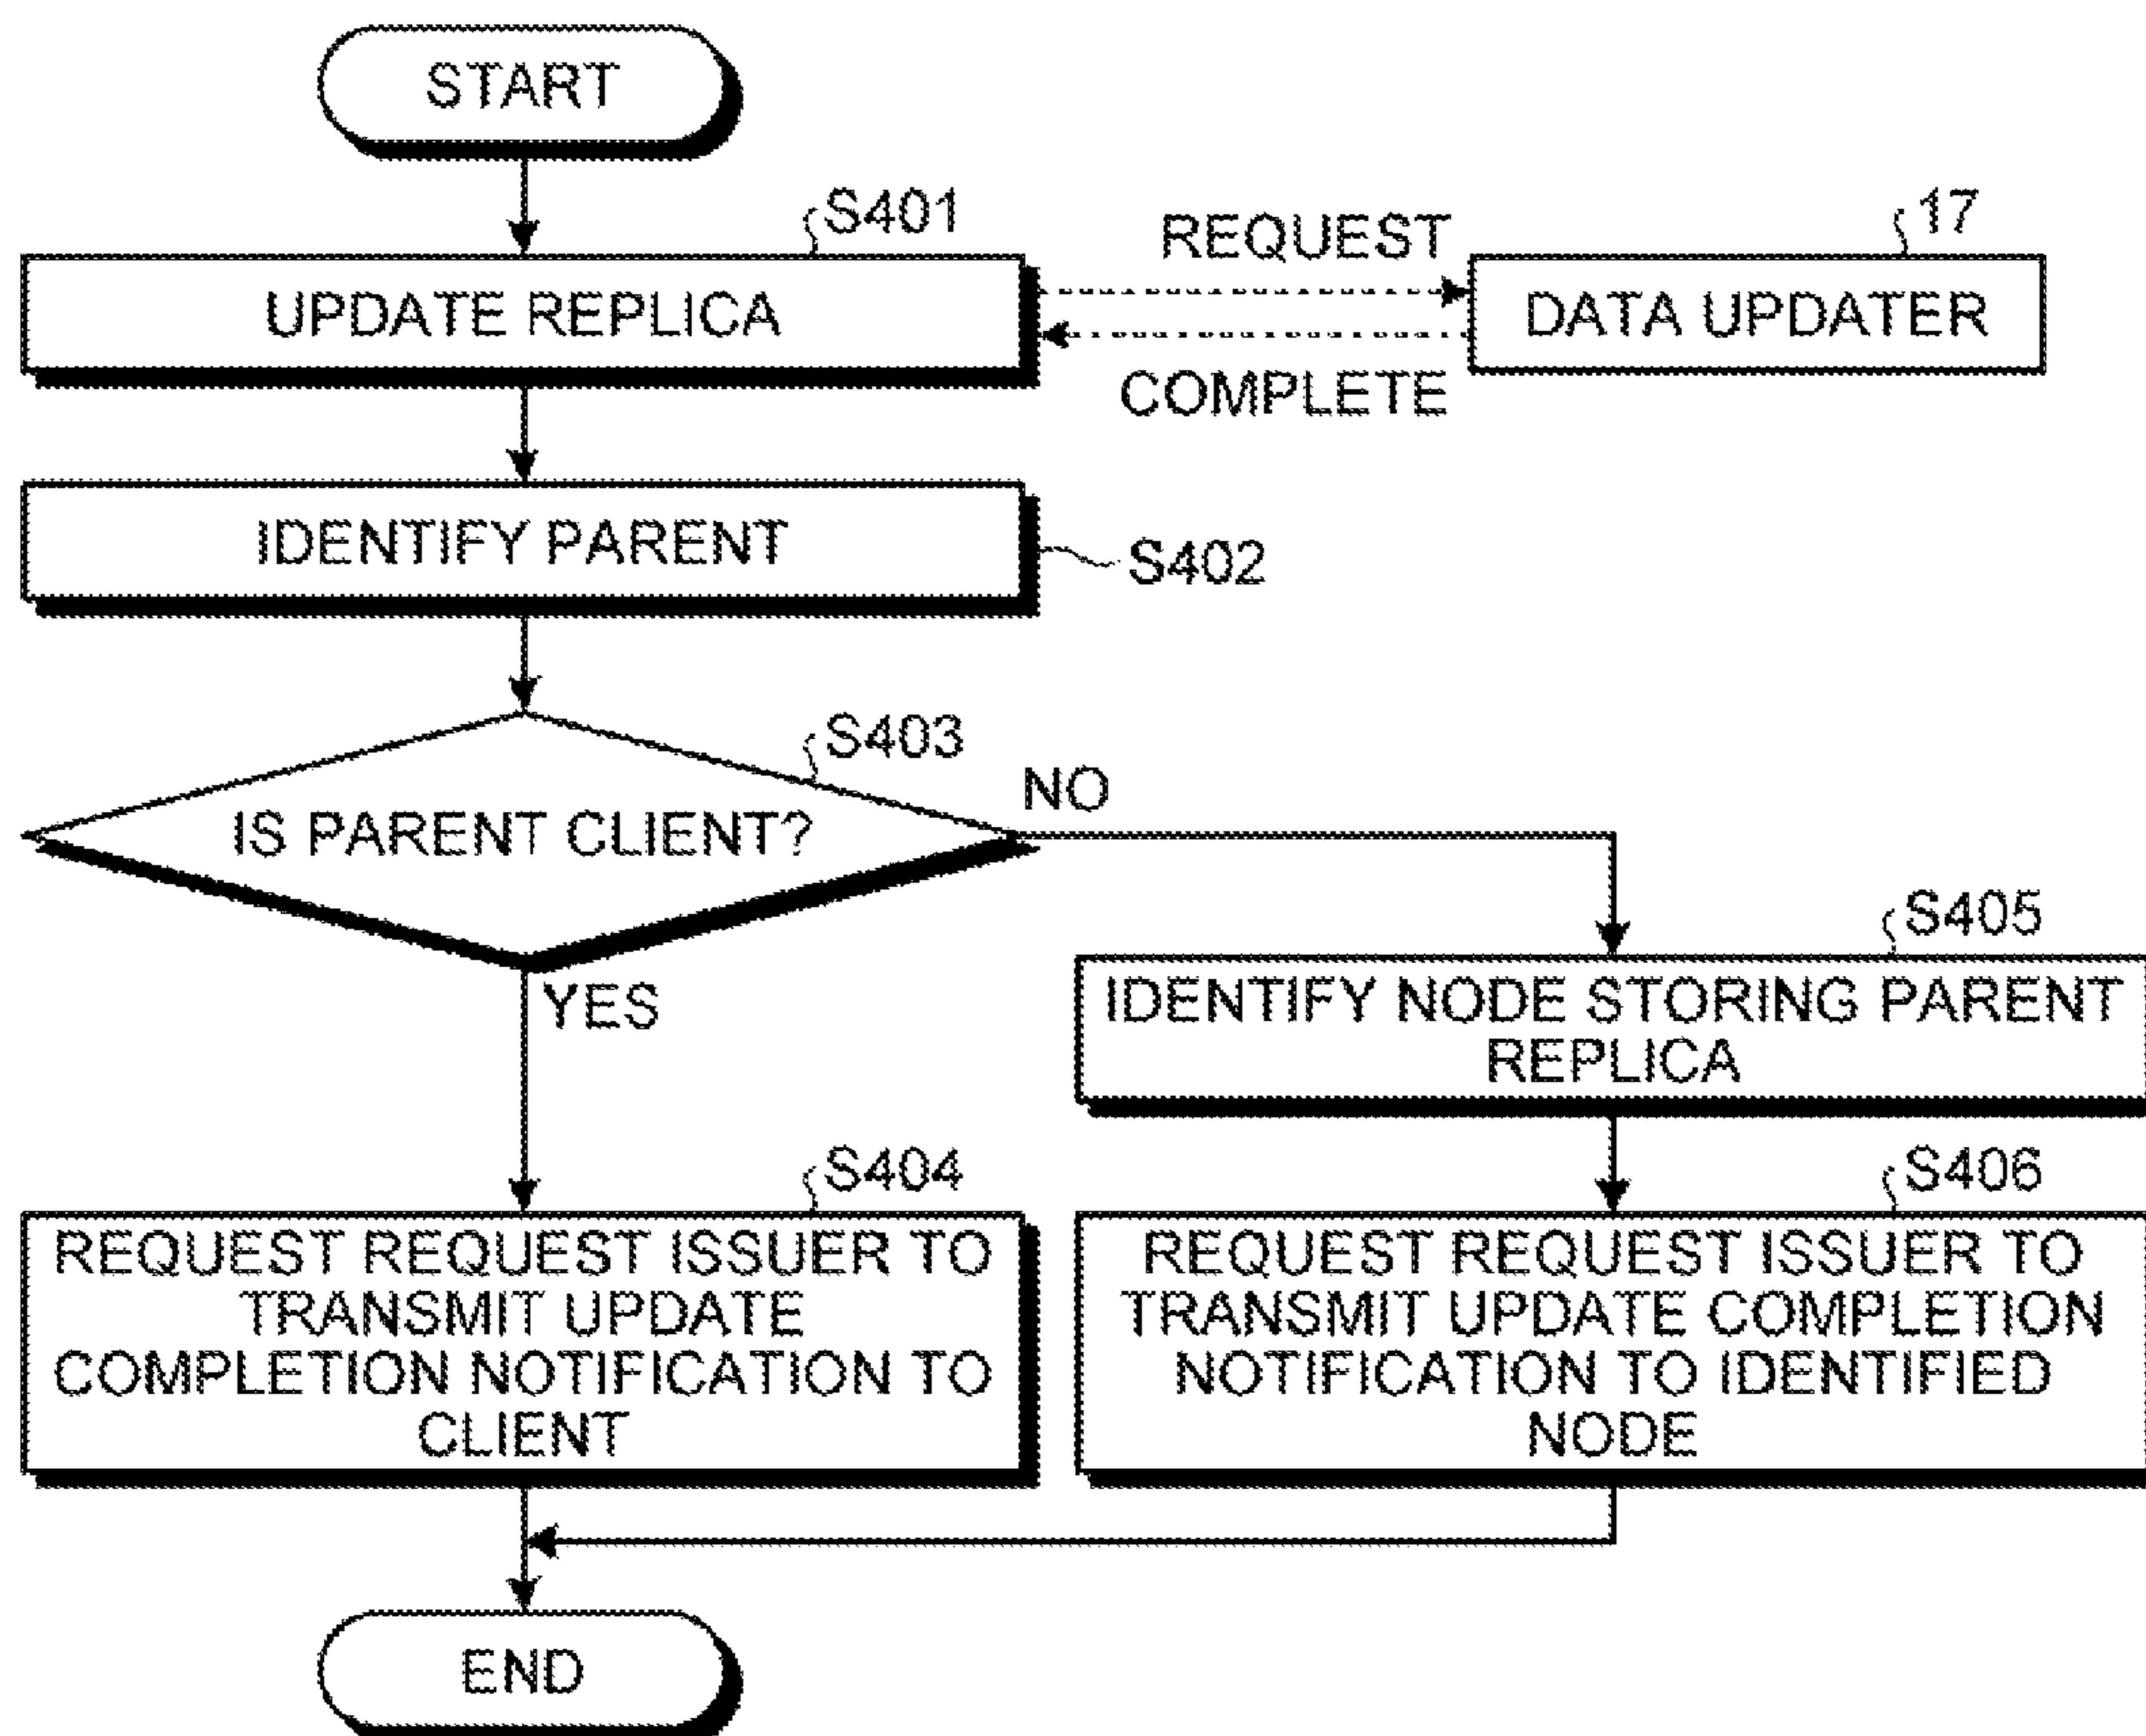 START
S401
REQUEST
17
UPDATE REPLICA
DATA UPDATER
COMPLETE
IDENTIFY PARENT
S402
S403
NO
IS PARENT CLIENT?
YES
S405
IDENTIFY NODE STORING PARENT
REPLICA
S404
REQUEST REQUEST ISSUER TO
TRANSMIT UPDATE
COMPLETION NOTIFICATION TO
CLIENT
S406
REQUEST REQUEST ISSUER TO
TRANSMIT UPDATE COMPLETION
NOTIFICATION TO IDENTIFIED
NODE
END